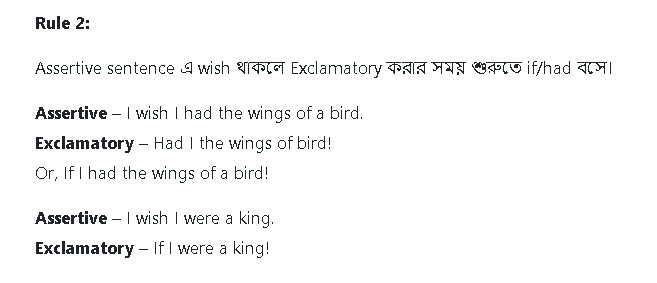 Rule 2:
Assertive sentence এ wish থাকলে Exclamatory করার সময় শুরুতে if/had বসে।
Assertive – I wish I had the wings of a bird.
Exclamatory – Had I the wings of bird!
Or, If I had the wings of a bird!
Assertive – I wish I were a king.
Exclamatory – If I were a king!